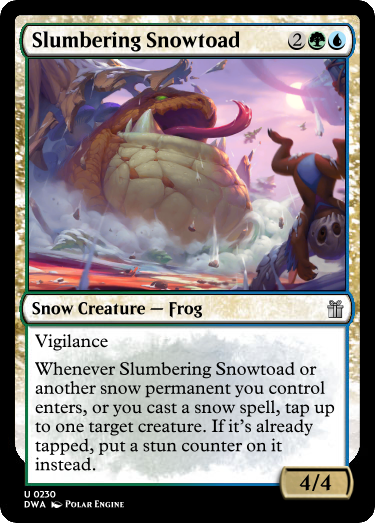 Slumbering Snowtoad 2
Snow Creature — Frog
Vigilance
Whenever Slumbering Snowtoad or
another snow permanent you control
enters, or you cast a snow spell, tap up
to one target creature. If it's already
tapped, put a stun counter on it
instead.
4/4
U 0230
DWA Polar Engine